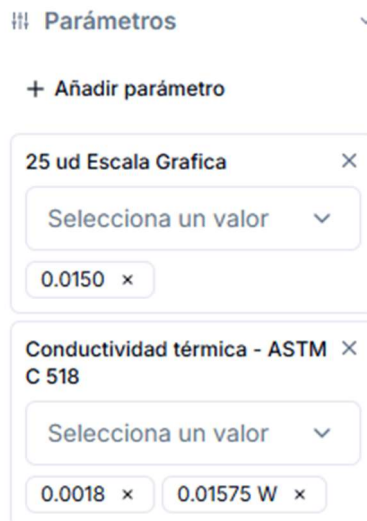 Parámetros
+ Añadir parámetro
25 ud Escala Grafica ×
Selecciona un valor
0.0150 ×
Conductividad térmica - ASTM ×
C 518
Selecciona un valor
0.0018 × 0.01575 W ×